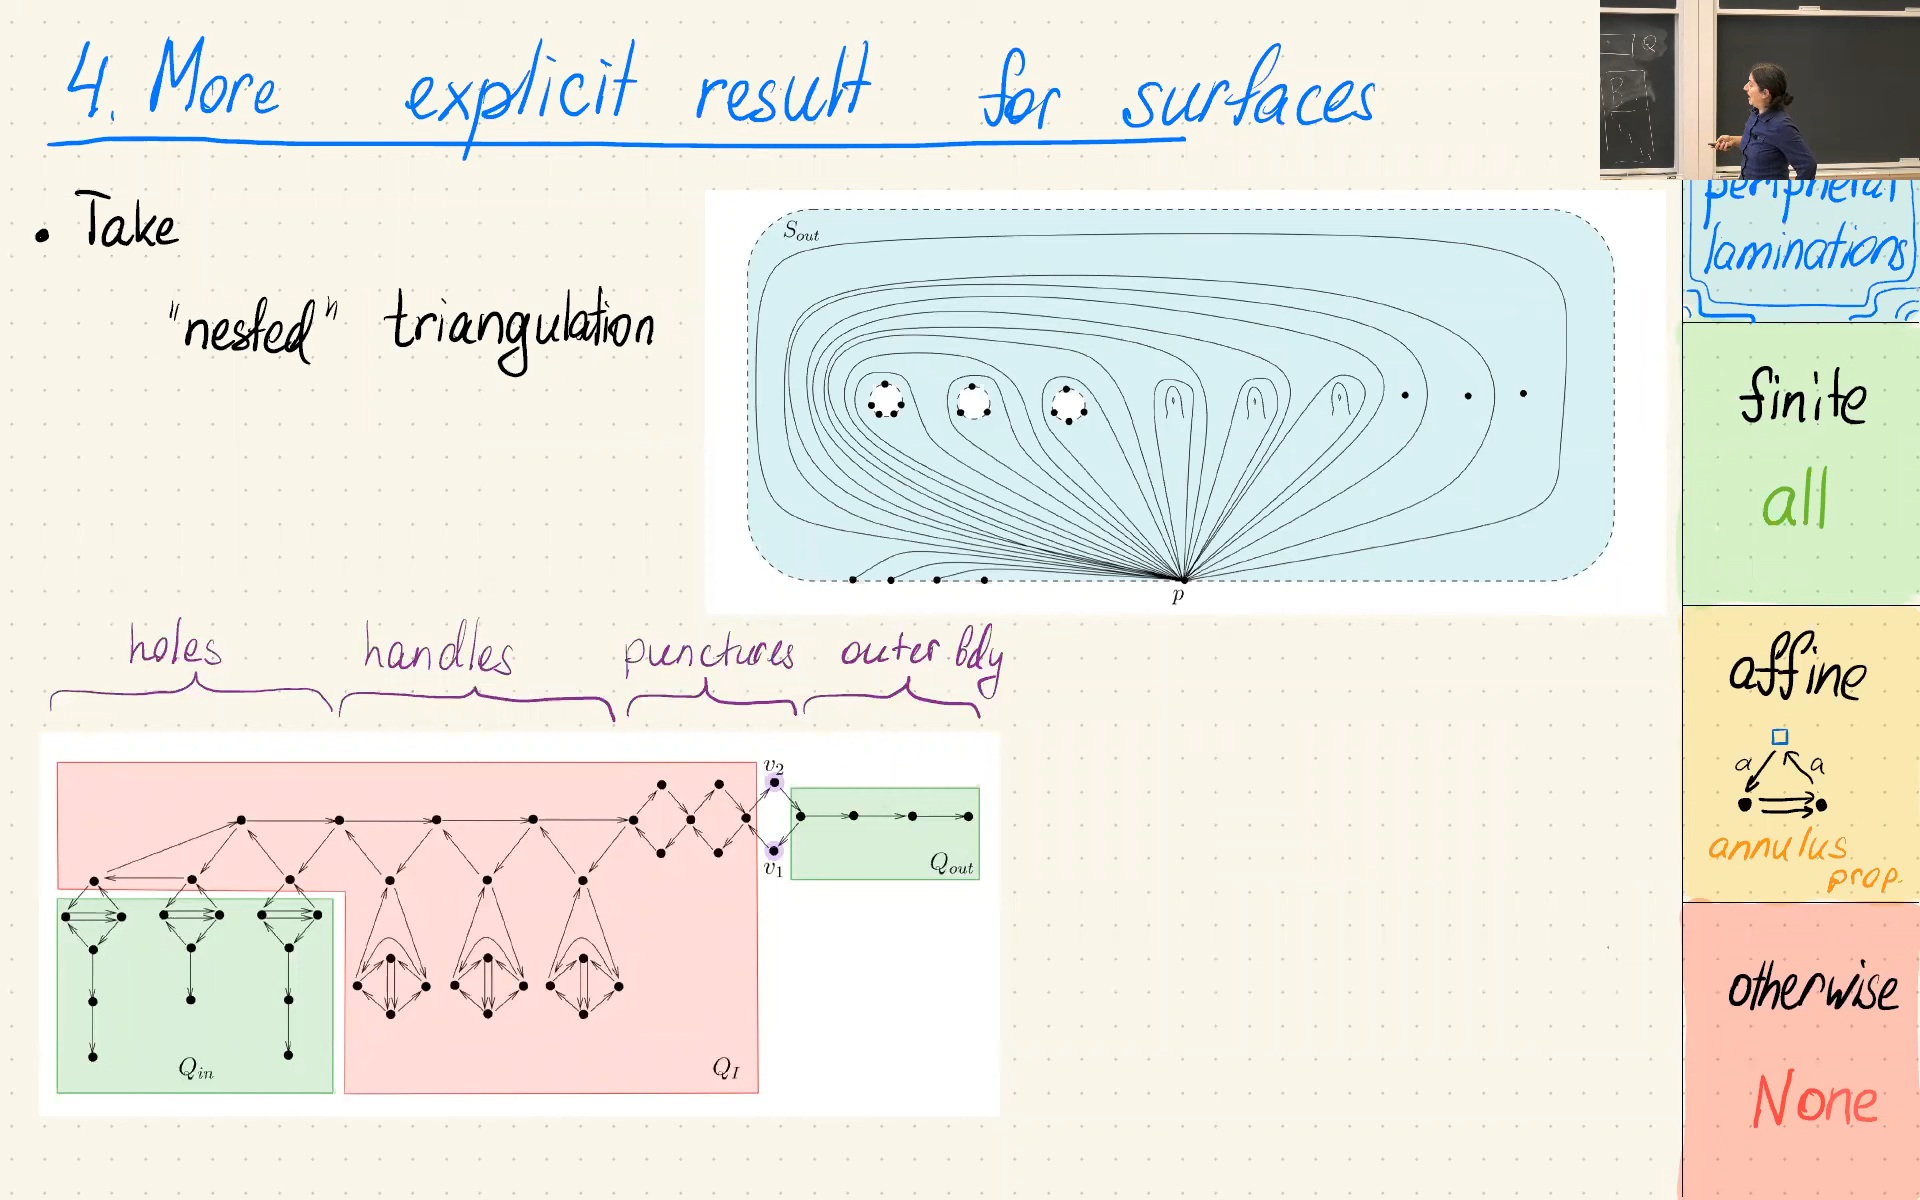 4. More explicit result for surfaces
• Take
"nested" triangulation
S_out
p
holes handles punctures outer bdy
v_2
v_1
Q_out
Q_in
Q_I
Q
B
peripheral
laminations
finite
all
affine
a a
annulus
prop.
otherwise
None